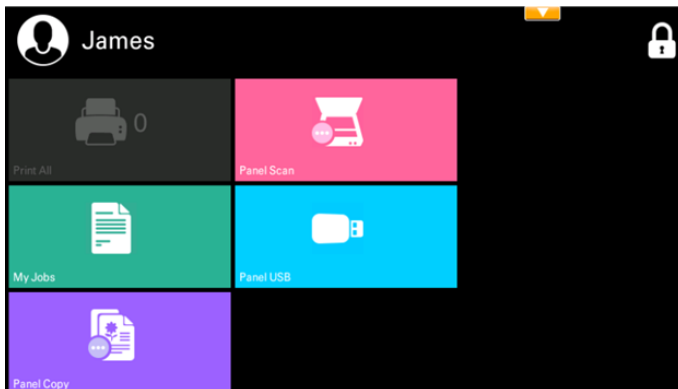 James
0
Print All
Panel Scan
My Jobs
Panel USB
Panel Copy